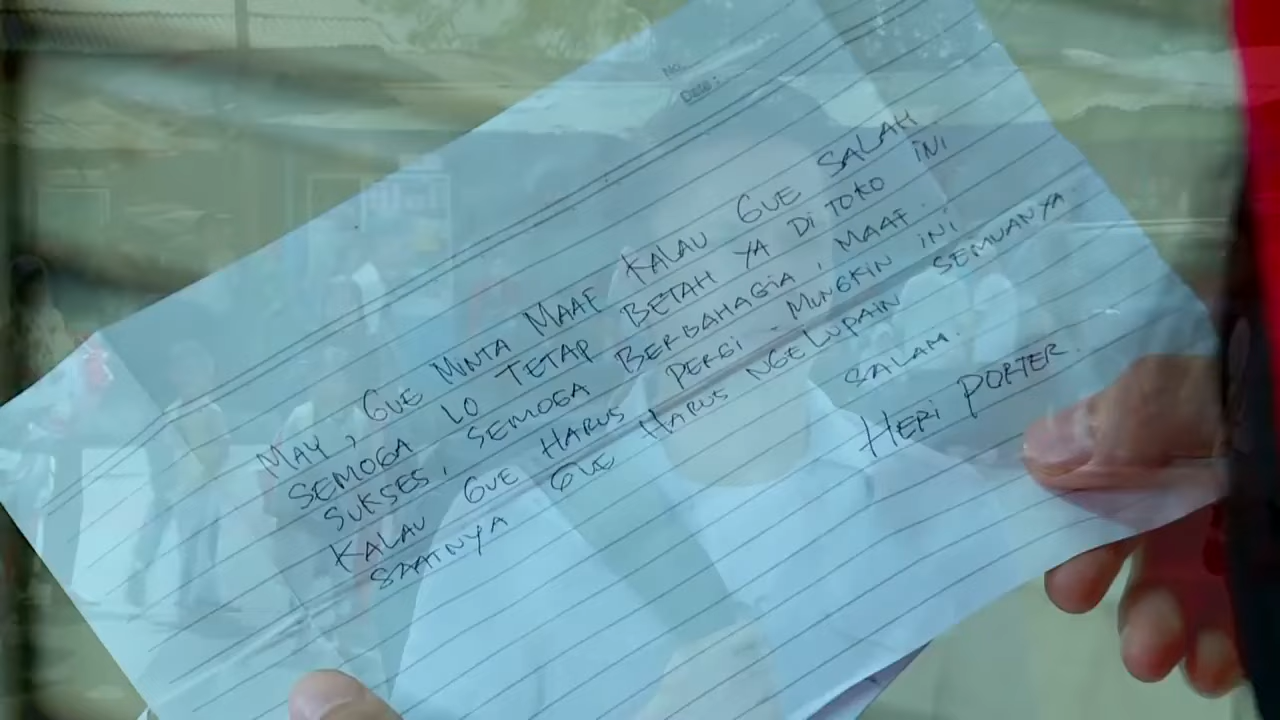 No.
Date:
MAY, GUE MINTA MAAF KALAU GUE SALAH
SEMOGA LO TETAP BETAH YA DI TOKO INI
SUKSES, SEMOGA BERBAHAGIA, MAAF.
KALAU GUE HARUS PERGI. MUNGKIN INI
SAATNYA GUE HARUS NGELUPAIN SEMUANYA.
SALAM.
HERI PORTER.